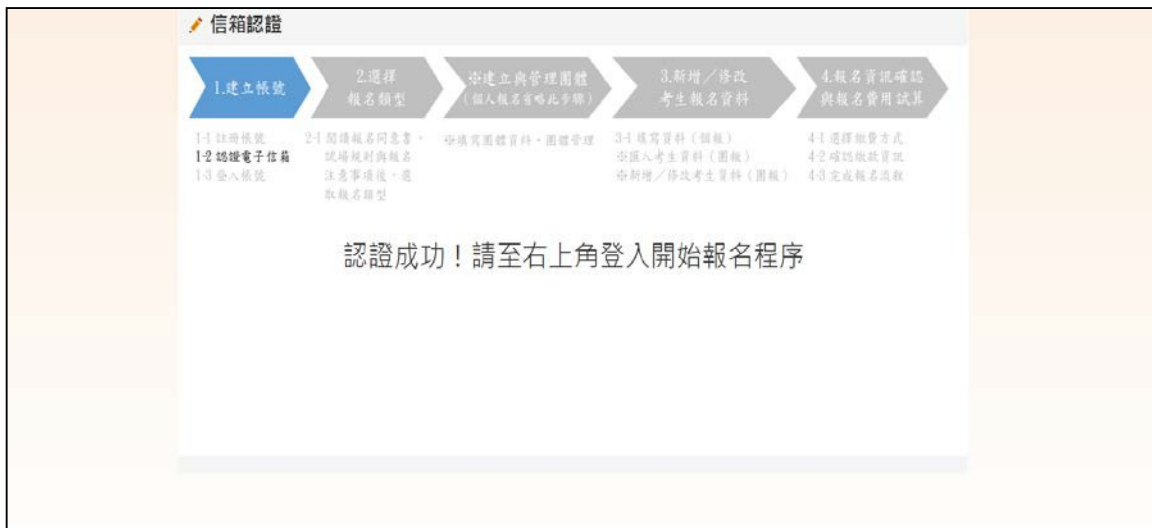 信箱認證
1.建立帳號
2.選擇
報名類型
※建立與管理團體
(個人報名省略此步驟)
3.新增／修改
考生報名資料
4.報名資訊確認
與報名費用試算
1-1 註冊帳號
1-2 認證電子信箱
1-3 登入帳號
2-1 閱讀報名同意書、
試場規則與報名
注意事項後，選
取報名類型
※填寫團體資料、團體管理
3-1 填寫資料（個報）
※匯入考生資料（團報）
※新增／修改考生資料（團報）
4-1 選擇繳費方式
4-2 確認繳款資訊
4-3 完成報名流程
認證成功！請至右上角登入開始報名程序